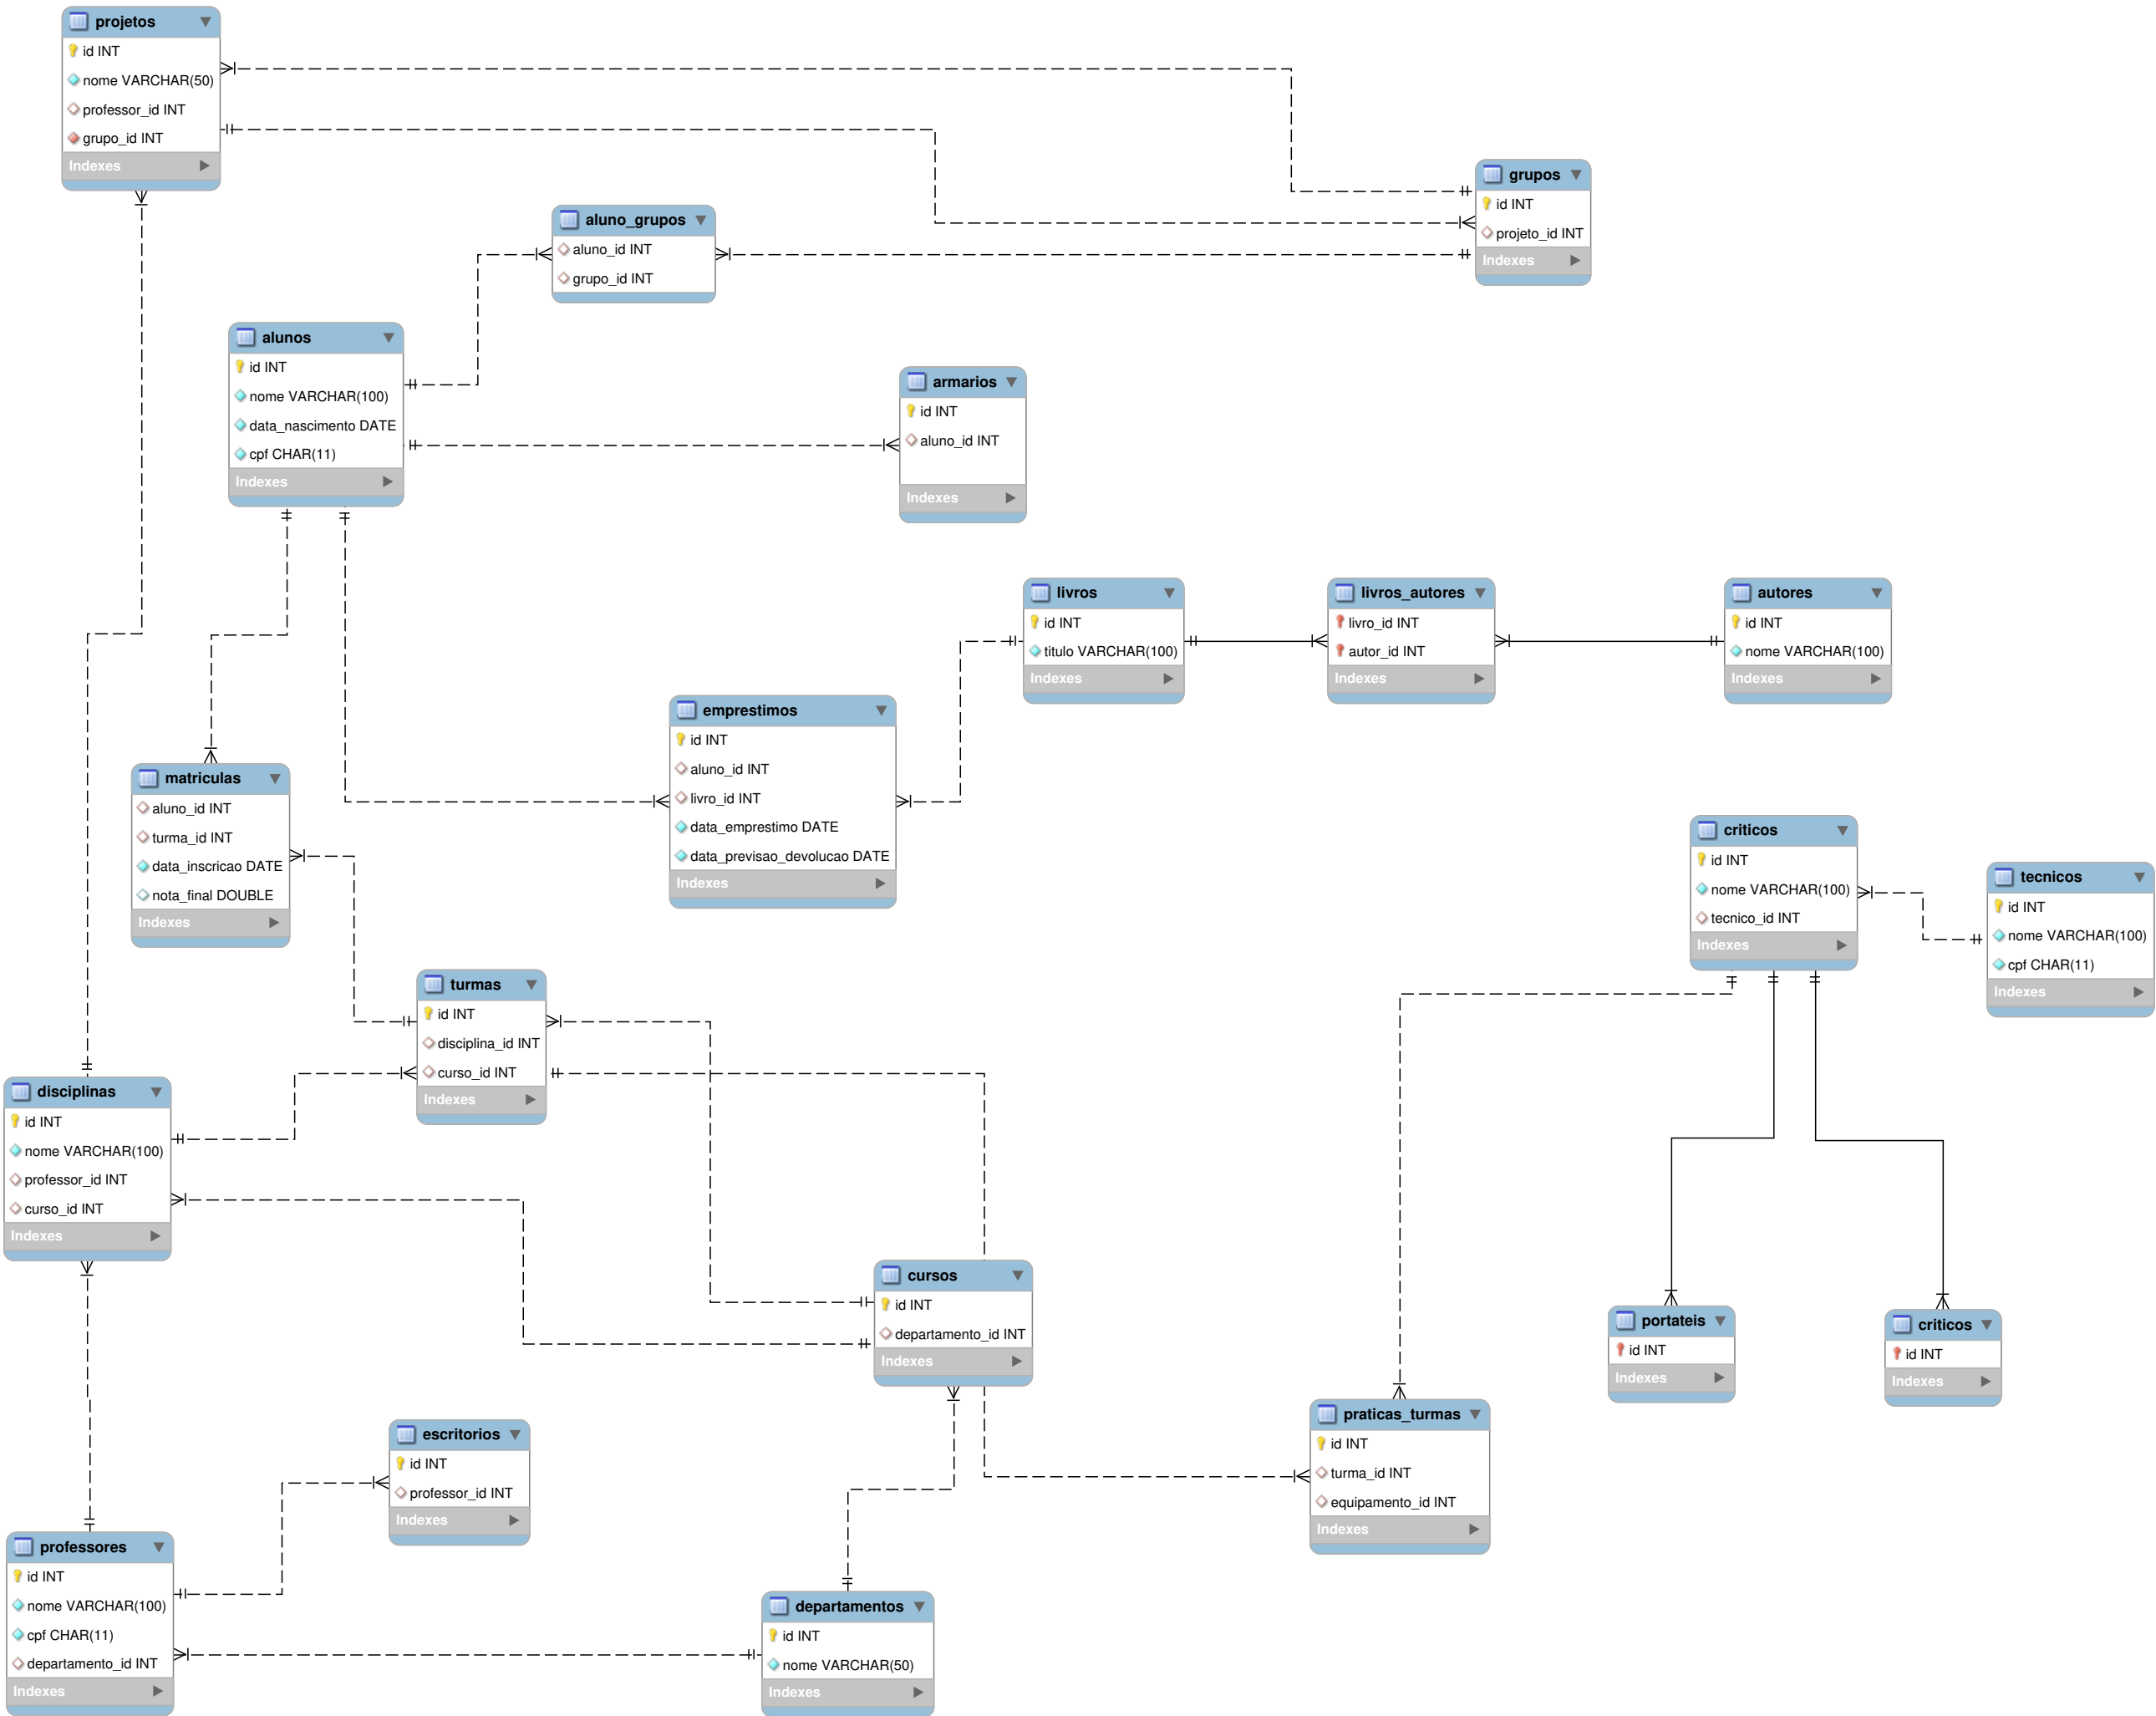 projetos
id INT
nome VARCHAR(50)
professor_id INT
grupo_id INT
Indexes
grupos
id INT
projeto_id INT
Indexes
aluno_grupos
aluno_id INT
grupo_id INT
alunos
id INT
nome VARCHAR(100)
data_nascimento DATE
cpf CHAR(11)
Indexes
armarios
id INT
aluno_id INT
Indexes
livros
id INT
titulo VARCHAR(100)
Indexes
livros_autores
livro_id INT
autor_id INT
Indexes
autores
id INT
nome VARCHAR(100)
Indexes
emprestimos
id INT
aluno_id INT
livro_id INT
data_emprestimo DATE
data_previsao_devolucao DATE
Indexes
matriculas
aluno_id INT
turma_id INT
data_inscricao DATE
nota_final DOUBLE
Indexes
criticos
id INT
nome VARCHAR(100)
tecnico_id INT
Indexes
tecnicos
id INT
nome VARCHAR(100)
cpf CHAR(11)
Indexes
turmas
id INT
disciplina_id INT
curso_id INT
Indexes
disciplinas
id INT
nome VARCHAR(100)
professor_id INT
curso_id INT
Indexes
cursos
id INT
departamento_id INT
Indexes
portateis
id INT
Indexes
criticos
id INT
Indexes
praticas_turmas
id INT
turma_id INT
equipamento_id INT
Indexes
escritorios
id INT
professor_id INT
Indexes
professores
id INT
nome VARCHAR(100)
cpf CHAR(11)
departamento_id INT
Indexes
departamentos
id INT
nome VARCHAR(50)
Indexes